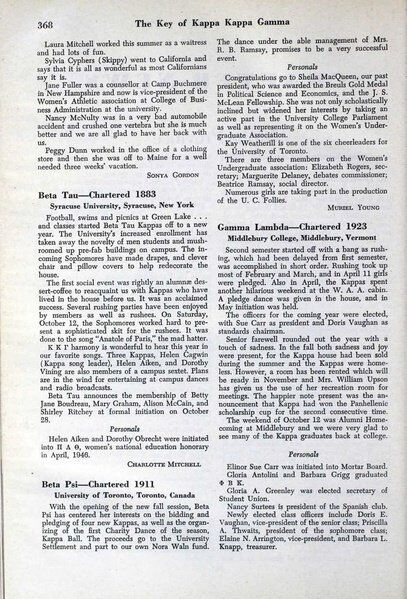 368
The Key of Kappa Kappa Gamma
Laura Mitchell worked this summer as a waitress
and had lots of fun.
Sylvia Cyphers (Skippy) went to California and
says that it is all as wonderful as most Californians
say it is.
Jane Fuller was a counsellor at Camp Buchmere
in New Hampshire and now is vice-president of the
Women's Athletic association at College of Busi-
ness Administration at the university.
Nancy McNulty was in a very bad automobile
accident and crushed one vertebra but she is much
better and we are all glad to have her back with
us.
Peggy Dunn worked in the office of a clothing
store and then she was off to Maine for a well
needed three weeks' vacation.
SONYA GORDON
Beta Tau—Chartered 1883
Syracuse University, Syracuse, New York
Football, swims and picnics at Green Lake . . .
and classes started Beta Tau Kappas off to a new
year. The University's increased enrollment has
taken away the novelty of men students and mush-
roomed up pre-fab buildings on campus. The in-
coming Sophomores have made drapes, and clever
chair and pillow covers to help redecorate the
house.
The first social event was rightly an alumnæ des-
sert-coffee to reacquaint us with Kappas who have
lived in the house before us. It was an acclaimed
success. Several rushing parties have been enjoyed
by members as well as rushees. On Saturday,
October 12, the Sophomores worked hard to pre-
sent a sophisticated skit for the rushees. It was
done to the song "Anatole of Paris," the mad hatter.
Κ Κ Γ harmony is wonderful to hear this year in
our favorite songs. Three Kappas, Helen Cagwin
(Kappa song leader), Helen Aiken, and Dorothy
Vining are also members of a campus sextet. Plans
are in the wind for entertaining at campus dances
and radio broadcasts.
Beta Tau announces the membership of Betty
Jane Boudreau, Mary Graham, Alison McCain, and
Shirley Ritchey at formal initiation on October
28.
Personals
Helen Aiken and Dorothy Obrecht were initiated
into Π Λ Θ, women's national education honorary
in April, 1946.
CHARLOTTE MITCHELL
Beta Psi—Chartered 1911
University of Toronto, Toronto, Canada
With the opening of the new fall session, Beta
Psi has centered her interests on the bidding and
pledging of four new Kappas, as well as the organ-
izing of the first Charity Dance of the season,
Kappa Ball. The proceeds go to the University
Settlement and part to our own Nora Waln fund.
The dance under the able management of Mrs.
R. B. Ramsay, promises to be a very successful
event.
Personals
Congratulations go to Sheila MacQueen, our past
president, who was awarded the Breuls Gold Medal
in Political Science and Economics, and the J. S.
McLean Fellowship. She was not only scholastically
inclined but widened her interests by taking an
active part in the University College Parliament
as well as representing it on the Women's Under-
graduate Association.
Kay Weatherill is one of the six cheerleaders for
the University of Toronto.
There are three members on the Women's
Undergraduate association: Elizabeth Rogers, sec-
retary; Marguerite Delaney, debates commissioner;
Beatrice Ramsay, social director.
Numerous girls are taking part in the production
of the U. C. Follies.
MURIEL YOUNG
Gamma Lambda—Chartered 1923
Middlebury College, Middlebury, Vermont
Second semester started off with a bang as rush-
ing, which had been delayed from first semester,
was accomplished in short order. Rushing took up
most of February and March, and in April 11 girls
were pledged. Also in April, the Kappas spent
another hilarious weekend at the W. A. A. cabin.
A pledge dance was given in the house, and in
May initiation was held.
The officers for the coming year were elected,
with Sue Carr as president and Doris Vaughan as
standards chairman.
Senior farewell rounded out the year with a
touch of sadness. In the fall both sadness and joy
were present, for the Kappa house had been sold
during the summer and the Kappas were home-
less. However, a room has been rented which will
be ready in November and Mrs. William Upson
has given us the use of her recreation room for
meetings. The happier note present was the an-
nouncement that Kappa had won the Panhellenic
scholarship cup for the second consecutive time.
The weekend of October 12 was Alumni Home-
coming at Middlebury and we were very glad to
see many of the Kappa graduates back at college.
Personals
Elinor Sue Carr was initiated into Mortar Board.
Gloria Antolini and Barbara Grigg graduated
Φ Β Κ.
Gloria A. Greenley was elected secretary of
Student Union.
Nancy Surtees is president of the Spanish club.
Newly elected class officers include Doris E.
Vaughan, vice-president of the senior class; Priscilla
A. Thwaits, president of the sophomore class;
Elaine N. Arrington, vice-president, and Barbara L.
Knapp, treasurer.